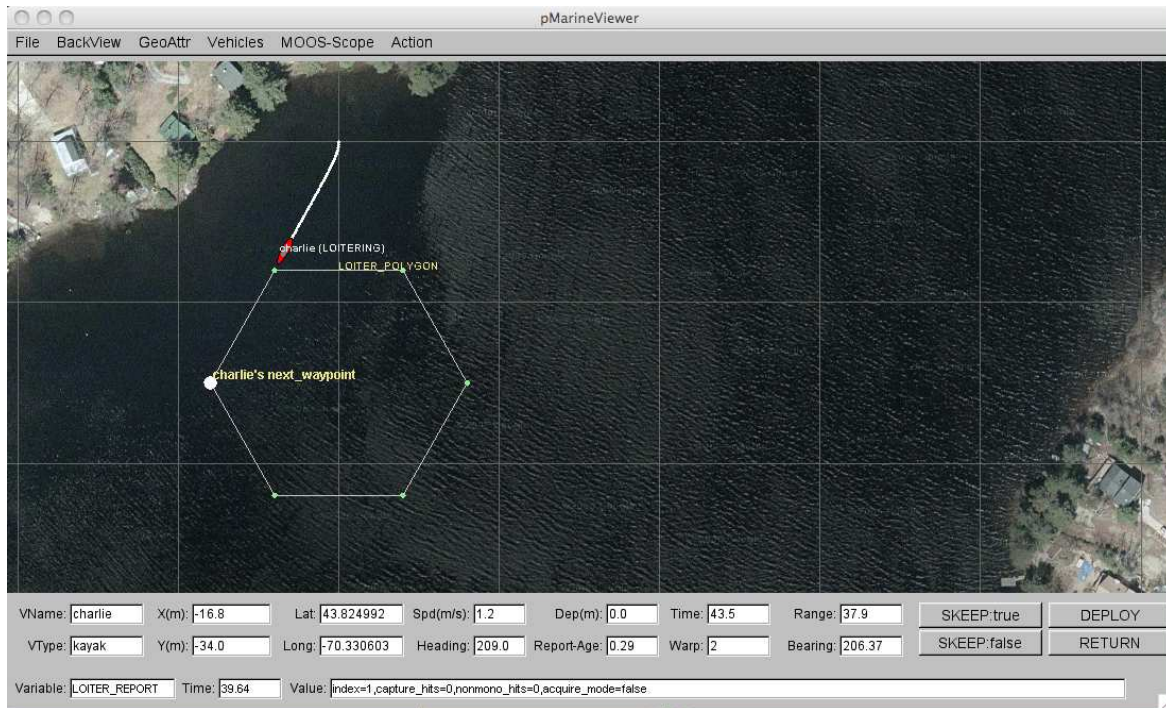 pMarineViewer
File BackView GeoAttr Vehicles MOOS-Scope Action
charlie (LOITERING)
LOITER_POLYGON
charlie's next_waypoint
VName: charlie X(m): -16.8 Lat: 43.824992 Spd(m/s): 1.2 Dep(m): 0.0 Time: 43.5 Range: 37.9 SKEEP:true DEPLOY
VType: kayak Y(m): -34.0 Long: -70.330603 Heading: 209.0 Report-Age: 0.29 Warp: 2 Bearing: 206.37 SKEEP:false RETURN
Variable: LOITER_REPORT Time: 39.64 Value: index=1,capture_hits=0,nonmono_hits=0,acquire_mode=false